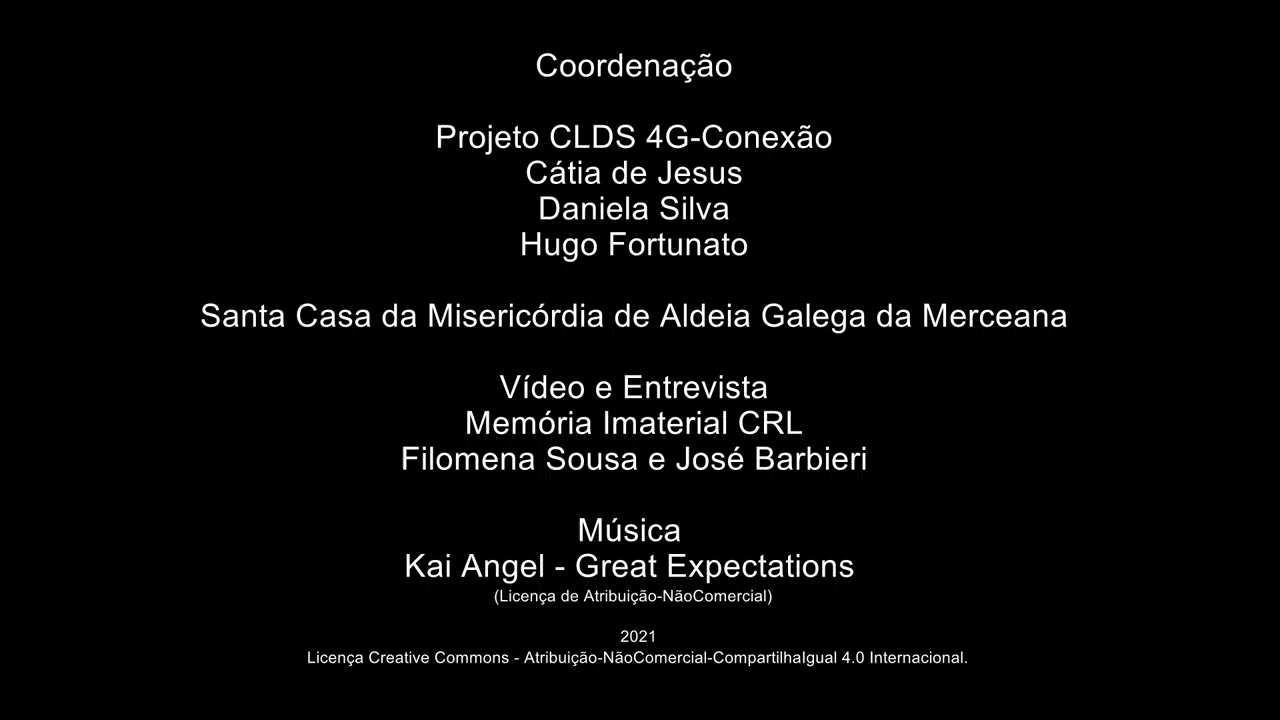 Coordenação
Projeto CLDS 4G-Conexão
Cátia de Jesus
Daniela Silva
Hugo Fortunato
Santa Casa da Misericórdia de Aldeia Galega da Merceana
Vídeo e Entrevista
Memória Imaterial CRL
Filomena Sousa e José Barbieri
Música
Kai Angel - Great Expectations
(Licença de Atribuição-NãoComercial)
2021
Licença Creative Commons - Atribuição-NãoComercial-CompartilhaIgual 4.0 Internacional.